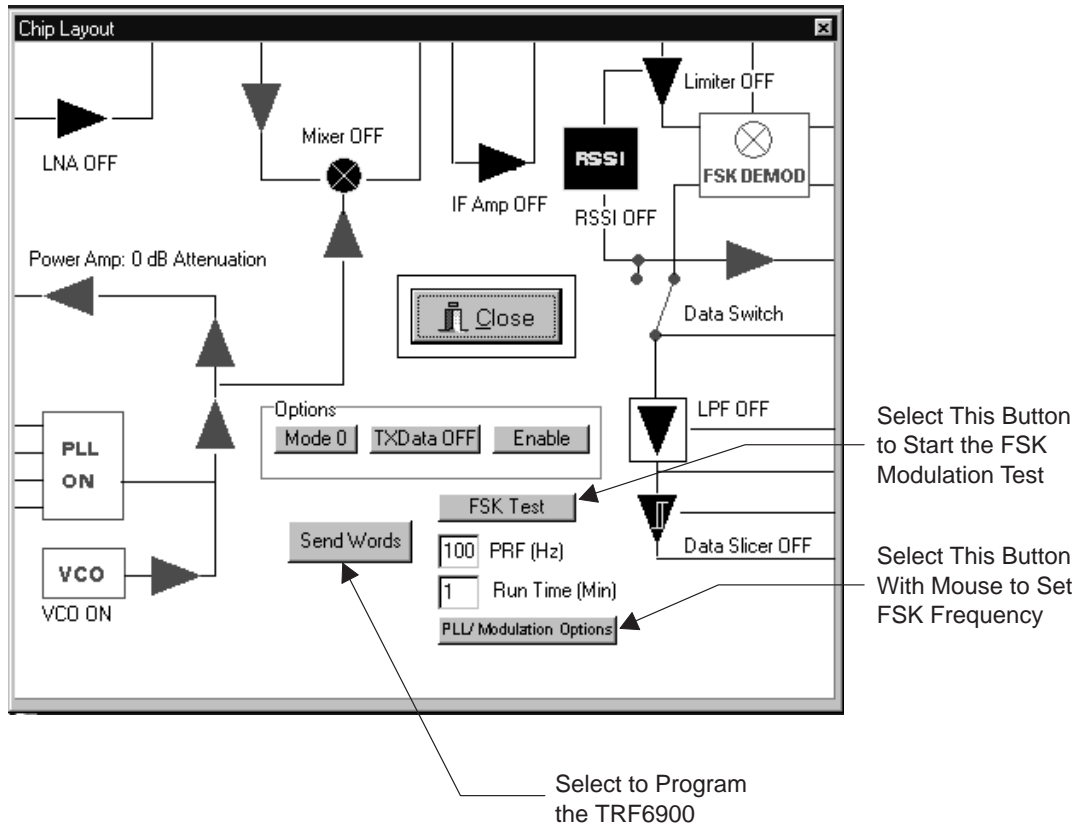 Chip Layout
Limiter OFF
Mixer OFF
RSSI
LNA OFF
FSK DEMOD
IF Amp OFF
RSSI OFF
Power Amp: 0 dB Attenuation
Close
Data Switch
Options
Mode 0
TXData OFF
Enable
LPF OFF
Select This Button
to Start the FSK
Modulation Test
PLL
ON
FSK Test
Send Words
100 PRF (Hz)
Data Slicer OFF
VCO
1 Run Time (Min)
VCO ON
PLL/ Modulation Options
Select This Button
With Mouse to Set
FSK Frequency
Select to Program
the TRF6900